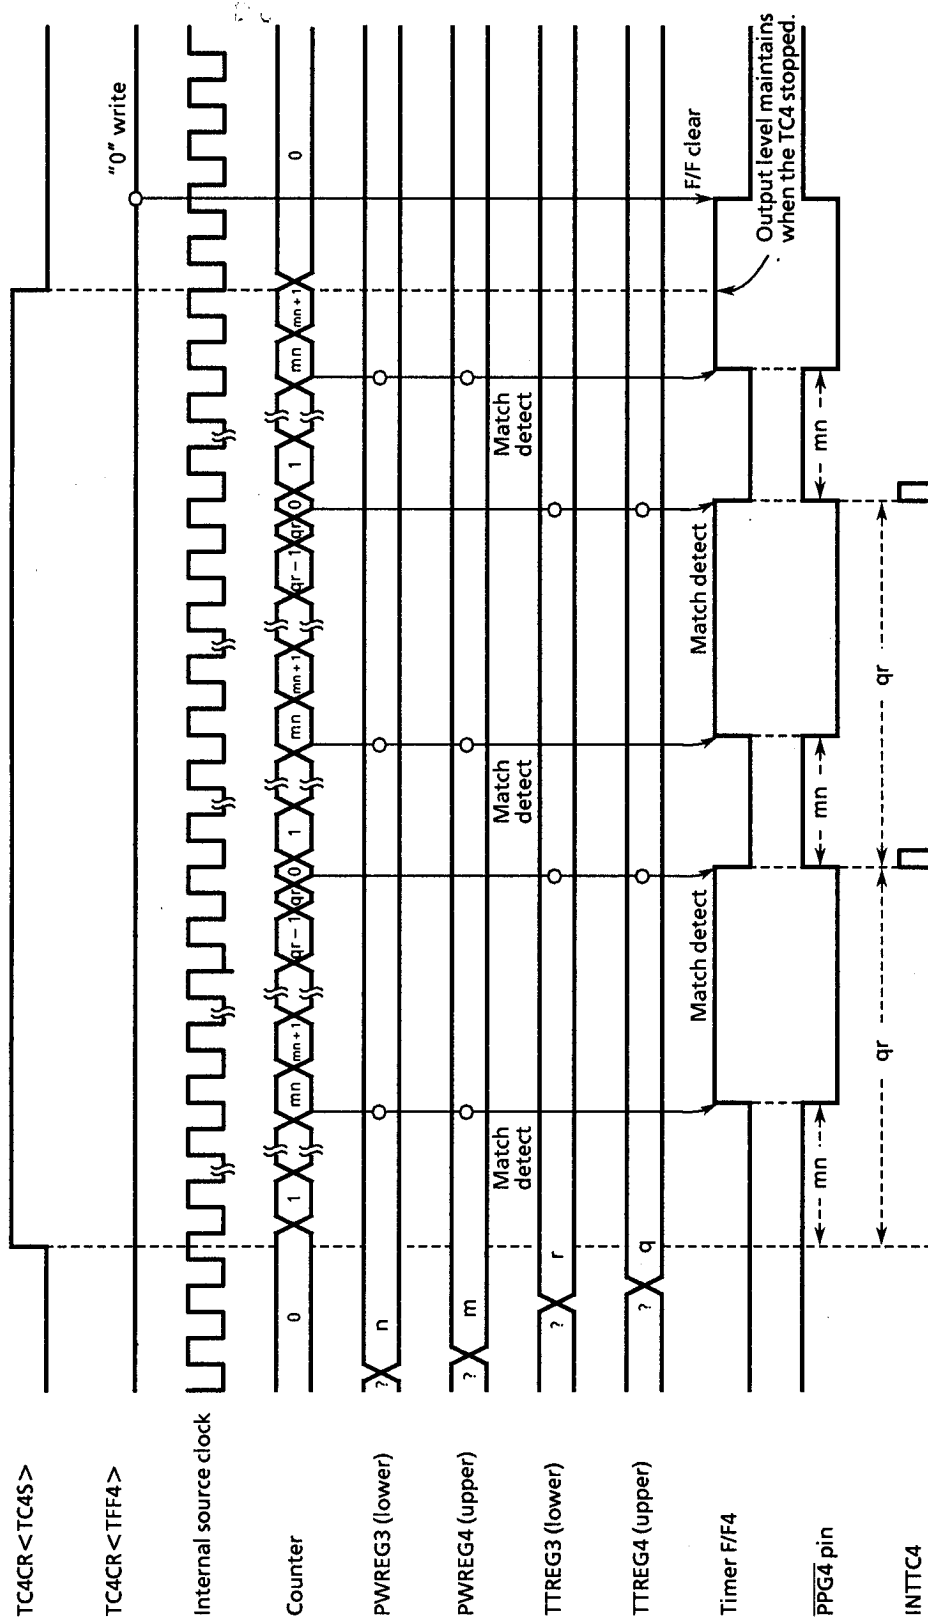 TC4CR<TC4S>
TC4CR<TFF4>
"0" write
Internal source clock
Counter
0
1
mn
mn + 1
qr – 1
qr
0
1
mn
mn + 1
qr – 1
qr
0
1
mn
mn + 1
0
PWREG3 (lower)
?
n
PWREG4 (upper)
?
m
Match
detect
Match
detect
Match
detect
TTREG3 (lower)
?
r
TTREG4 (upper)
?
q
Timer F/F4
Match detect
Match detect
F/F clear
Output level maintains
when the TC4 stopped.
PPG4 pin
mn
mn
mn
qr
qr
INTTC4